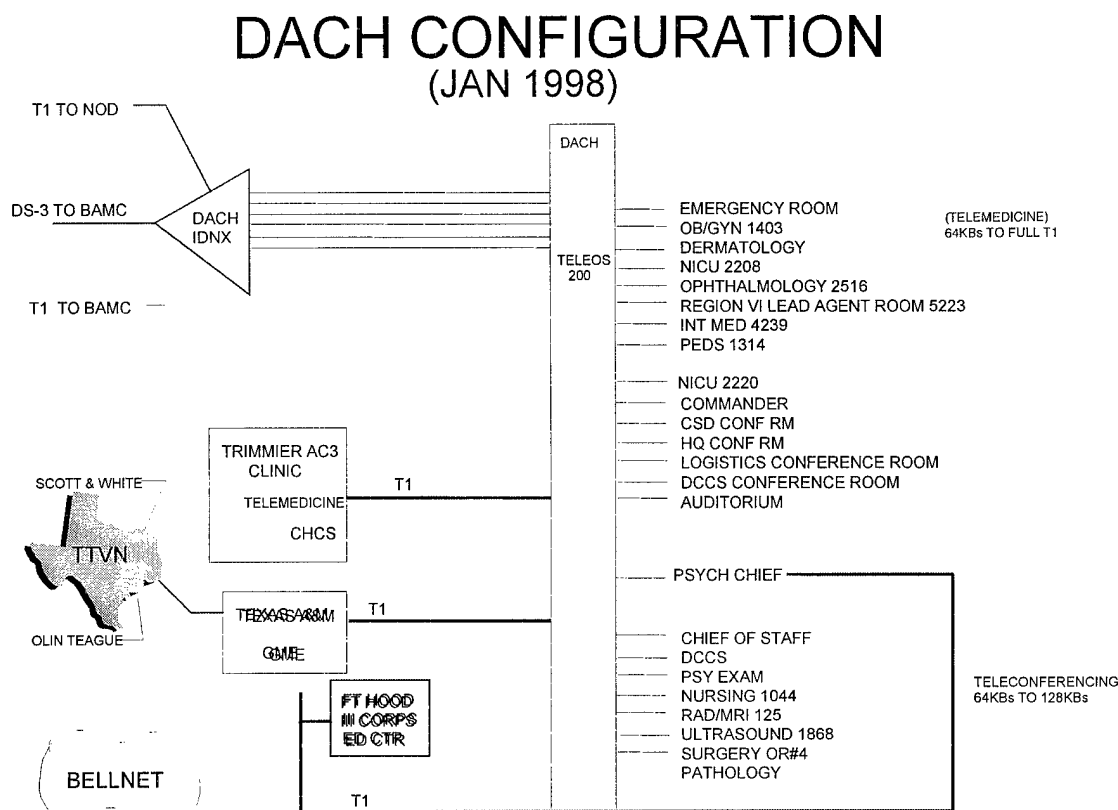 DACH CONFIGURATION
(JAN 1998)
T1 TO NOD
DS-3 TO BAMC
T1 TO BAMC
DACH
IDNX
DACH
TELEOS
200
EMERGENCY ROOM
OB/GYN 1403
DERMATOLOGY
NICU 2208
OPHTHALMOLOGY 2516
REGION VI LEAD AGENT ROOM 5223
INT MED 4239
PEDS 1314
(TELEMEDICINE)
64KBs TO FULL T1
NICU 2220
COMMANDER
CSD CONF RM
HQ CONF RM
LOGISTICS CONFERENCE ROOM
DCCS CONFERENCE ROOM
AUDITORIUM
TRIMMIER AC3
CLINIC
TELEMEDICINE
CHCS
T1
SCOTT & WHITE
TTVN
OLIN TEAGUE
TEXAS A&M
GME
T1
PSYCH CHIEF
CHIEF OF STAFF
DCCS
PSY EXAM
NURSING 1044
RAD/MRI 125
ULTRASOUND 1868
SURGERY OR#4
PATHOLOGY
TELECONFERENCING
64KBs TO 128KBs
FT HOOD
III CORPS
ED CTR
BELLNET
T1